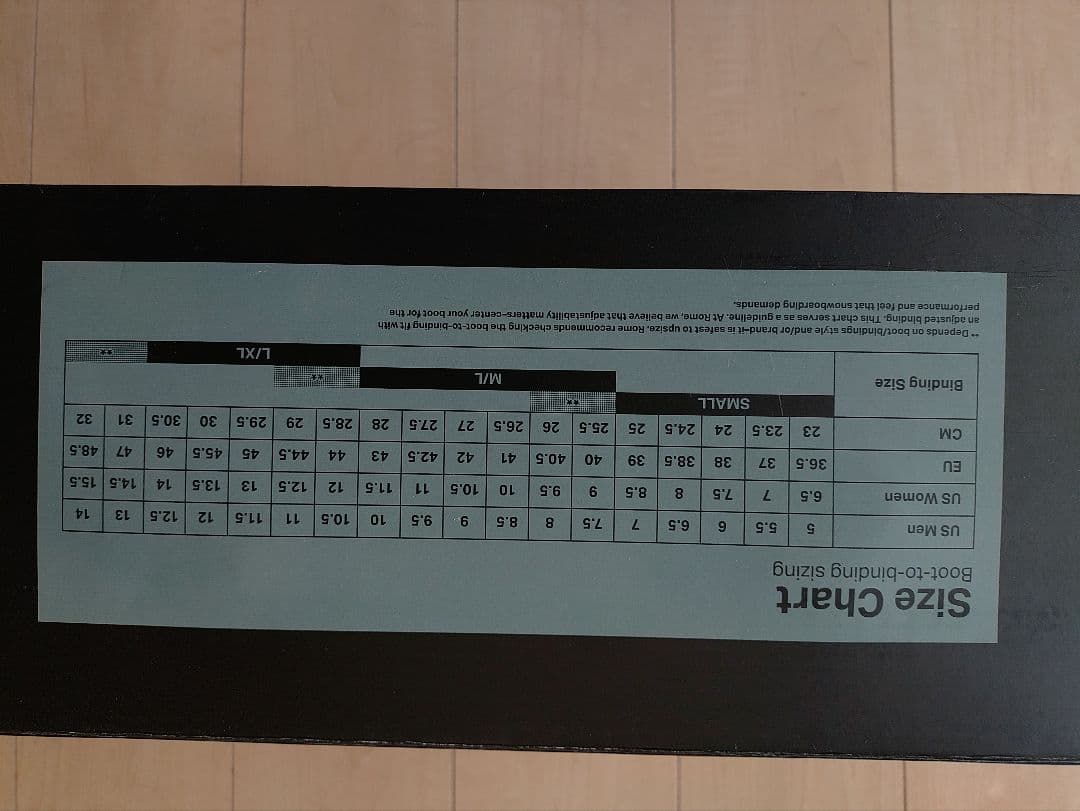 Size Chart
Boot-to-binding sizing
US Men 5 5.5 6 6.5 7 7.5 8 8.5 9 9.5 10 10.5 11 11.5 12 12.5 13 14
US Women 6.5 7 7.5 8 8.5 9 9.5 10 10.5 11 11.5 12 12.5 13 13.5 14 14.5 15.5
EU 36.5 37 38 38.5 39 40 40.5 41 42 42.5 43 44 44.5 45 45.5 46 47 48.5
CM 23 23.5 24 24.5 25 25.5 26 26.5 27 27.5 28 28.5 29 29.5 30 30.5 31 32
Binding Size
SMALL **
M/L **
L/XL **
** Depends on boot/bindings style and/or brand–it is safest to upsize. Rome recommends checking the boot-to-binding fit with
an adjusted binding. This chart serves as a guideline. At Rome, we believe that adjustability matters–center your boot for the
performance and feel that snowboarding demands.